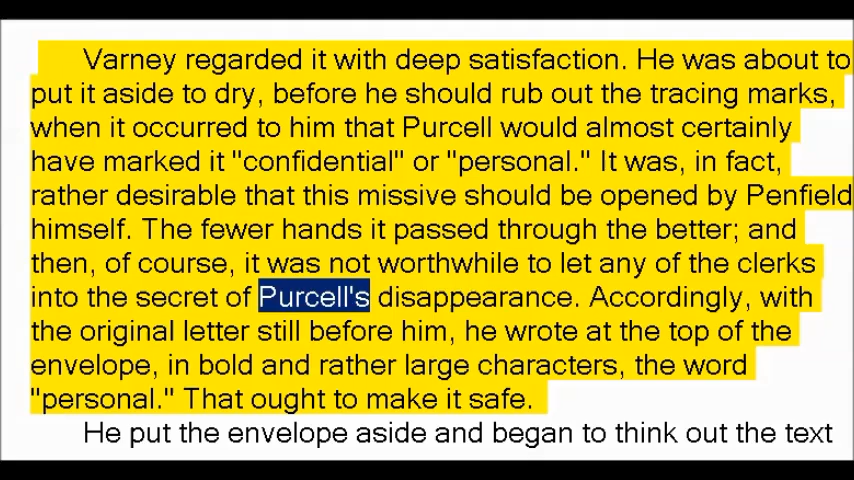 Varney regarded it with deep satisfaction. He was about to
put it aside to dry, before he should rub out the tracing marks,
when it occurred to him that Purcell would almost certainly
have marked it "confidential" or "personal." It was, in fact,
rather desirable that this missive should be opened by Penfield
himself. The fewer hands it passed through the better; and
then, of course, it was not worthwhile to let any of the clerks
into the secret of Purcell's disappearance. Accordingly, with
the original letter still before him, he wrote at the top of the
envelope, in bold and rather large characters, the word
"personal." That ought to make it safe.
He put the envelope aside and began to think out the text